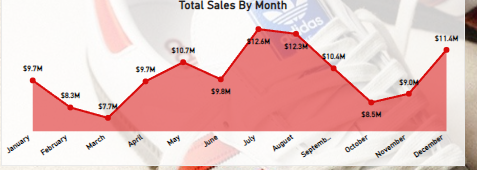 Total Sales By Month
adidas
$9.7M
$8.3M
$7.7M
$9.7M
$10.7M
$9.8M
$12.6M
$12.3M
$10.4M
$8.5M
$9.0M
$11.4M
January
February
March
April
May
June
July
August
Septemb...
October
November
December